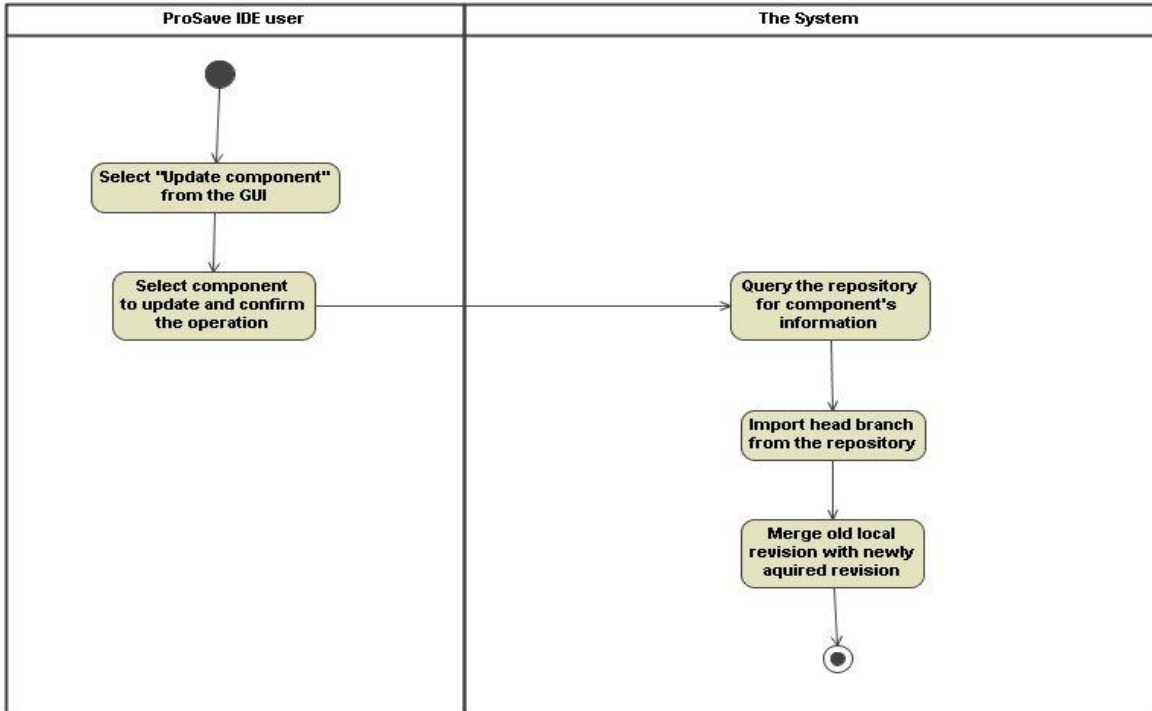 ProSave IDE user
The System
Select "Update component"
from the GUI
Select component
to update and confirm
the operation
Query the repository
for component's
information
Import head branch
from the repository
Merge old local
revision with newly
aquired revision